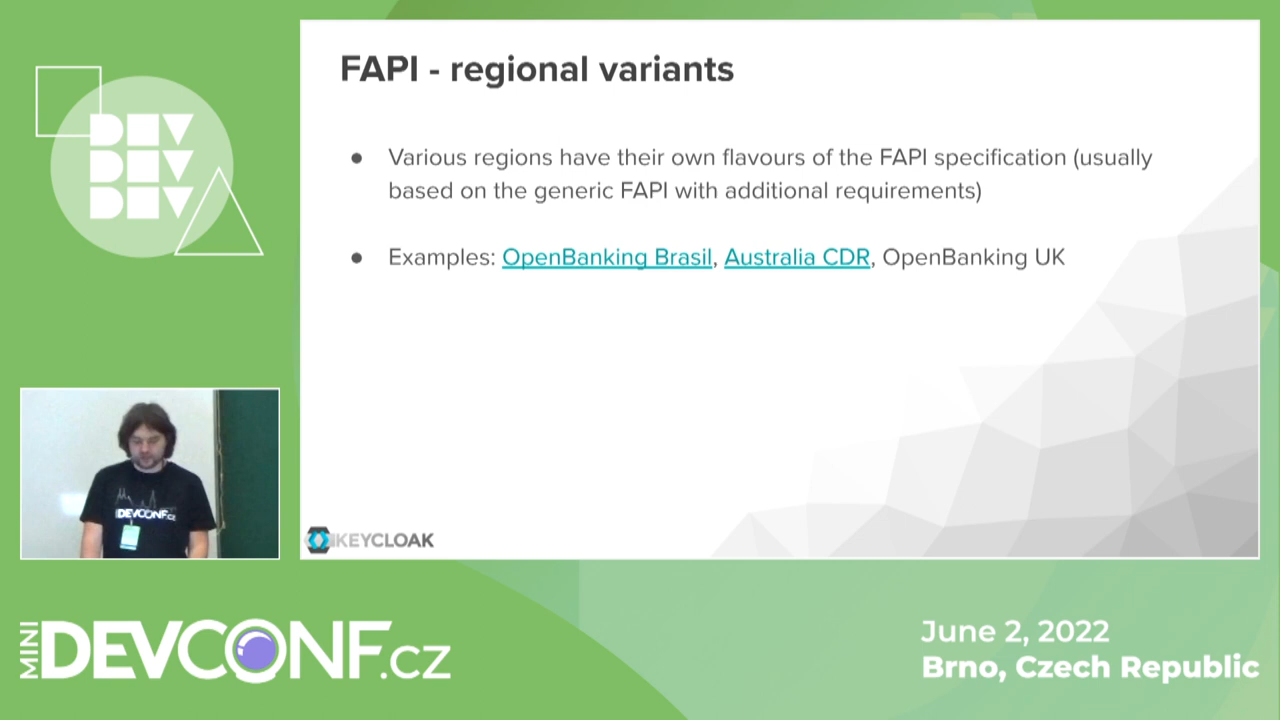 DEV
DEV
DEV
FAPI - regional variants
● Various regions have their own flavours of the FAPI specification (usually
based on the generic FAPI with additional requirements)
● Examples: OpenBanking Brasil, Australia CDR, OpenBanking UK
DEVCONF.cz
KEYCLOAK
MINI DEVCONF.cz
June 2, 2022
Brno, Czech Republic